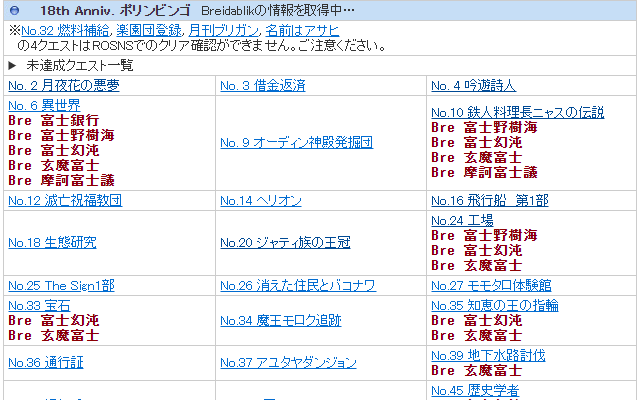 18th Anniv. ポリンビンゴ Breidablikの情報を取得中…
※No.32 燃料補給, 楽園団登録, 月刊ブリガン, 名前はアサヒ
の4クエストはROSNSでのクリア確認ができません。ご注意ください。
▶ 未達成クエスト一覧
No. 2 月夜花の悪夢
No. 3 借金返済
No. 4 吟遊詩人
No. 6 異世界
Bre 富士銀行
Bre 富士野樹海
Bre 富士幻沌
Bre 玄魔富士
Bre 摩訶富士議
No. 9 オーディン神殿発掘団
No.10 鉄人料理長ニャスの伝説
Bre 富士野樹海
Bre 富士幻沌
Bre 玄魔富士
Bre 摩訶富士議
No.12 滅亡祝福教団
No.14 ヘリオン
No.16 飛行船 第1部
No.18 生態研究
No.20 ジャティ族の王冠
No.24 工場
Bre 富士野樹海
Bre 富士幻沌
Bre 玄魔富士
No.25 The Sign1部
No.26 消えた住民とバコナワ
No.27 モモタロ体験館
No.33 宝石
Bre 富士幻沌
Bre 玄魔富士
No.34 魔王モロク追跡
No.35 知恵の王の指輪
Bre 富士幻沌
Bre 玄魔富士
No.36 通行証
No.37 アユタヤダンジョン
No.39 地下水路討伐
Bre 玄魔富士
No.45 歴史学者